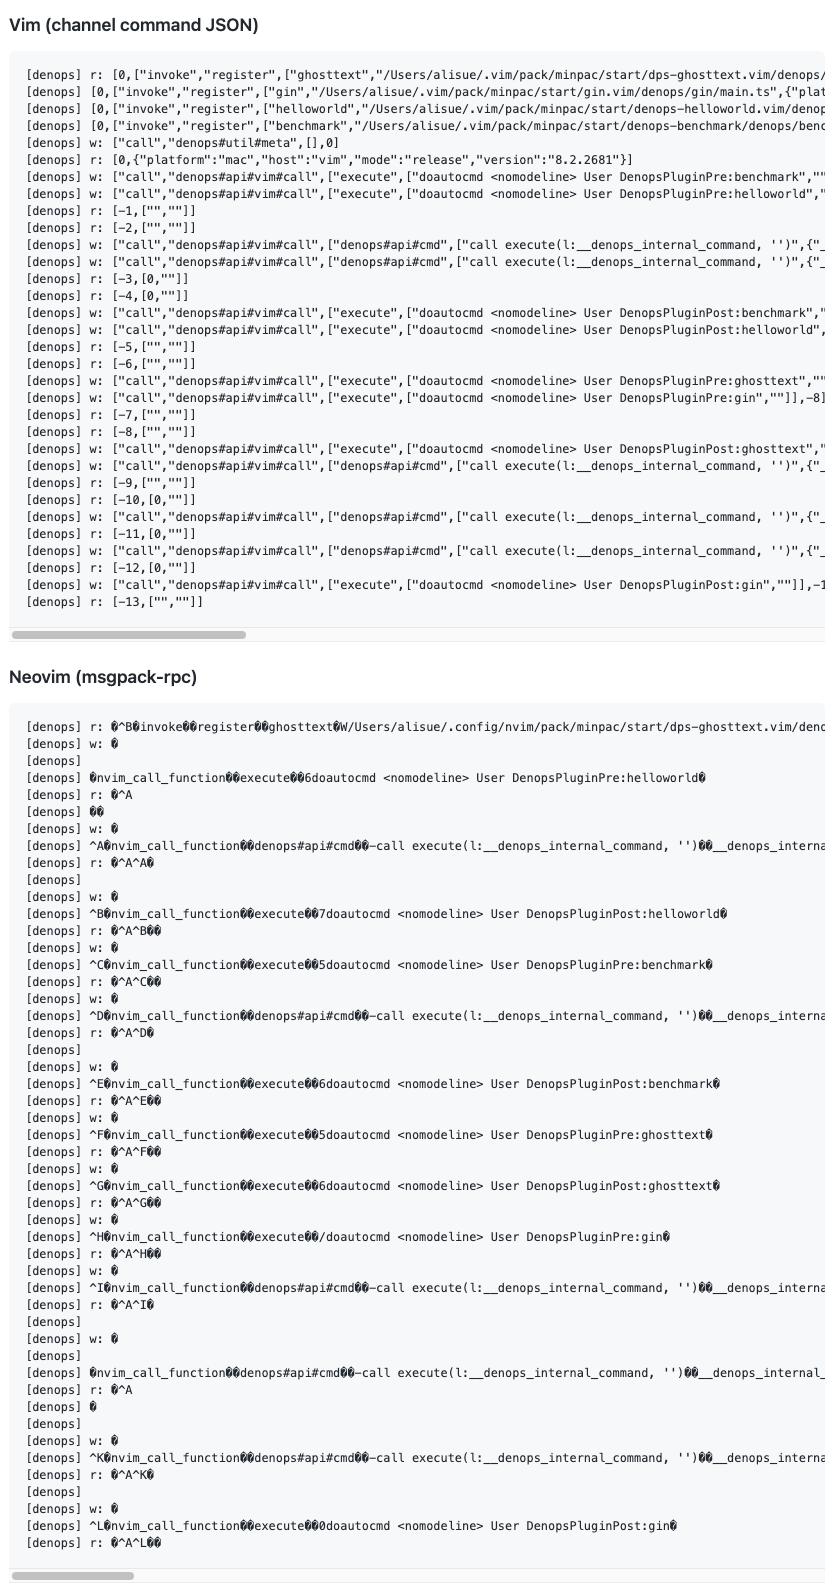 Vim (channel command JSON)
[denops] r: [0,["invoke","register",["ghosttext","/Users/alisue/.vim/pack/minpac/start/dps-ghosttext.vim/denops/
[denops] [0,["invoke","register",["gin","/Users/alisue/.vim/pack/minpac/start/gin.vim/denops/gin/main.ts",{"plat
[denops] [0,["invoke","register",["helloworld","/Users/alisue/.vim/pack/minpac/start/denops-helloworld.vim/denop
[denops] [0,["invoke","register",["benchmark","/Users/alisue/.vim/pack/minpac/start/denops-benchmark/denops/benc
[denops] w: ["call","denops#util#meta",[],0]
[denops] r: [0,{"platform":"mac","host":"vim","mode":"release","version":"8.2.2681"}]
[denops] w: ["call","denops#api#vim#call",["execute",["doautocmd <nomodeline> User DenopsPluginPre:benchmark",""
[denops] w: ["call","denops#api#vim#call",["execute",["doautocmd <nomodeline> User DenopsPluginPre:helloworld","
[denops] r: [-1,["",""]]
[denops] r: [-2,["",""]]
[denops] w: ["call","denops#api#vim#call",["denops#api#cmd",["call execute(l:__denops_internal_command, '')",{"_
[denops] w: ["call","denops#api#vim#call",["denops#api#cmd",["call execute(l:__denops_internal_command, '')",{"_
[denops] r: [-3,[0,""]]
[denops] r: [-4,[0,""]]
[denops] w: ["call","denops#api#vim#call",["execute",["doautocmd <nomodeline> User DenopsPluginPost:benchmark","
[denops] w: ["call","denops#api#vim#call",["execute",["doautocmd <nomodeline> User DenopsPluginPost:helloworld",
[denops] r: [-5,["",""]]
[denops] r: [-6,["",""]]
[denops] w: ["call","denops#api#vim#call",["execute",["doautocmd <nomodeline> User DenopsPluginPre:ghosttext",""
[denops] w: ["call","denops#api#vim#call",["execute",["doautocmd <nomodeline> User DenopsPluginPre:gin",""]],-8]
[denops] r: [-7,["",""]]
[denops] r: [-8,["",""]]
[denops] w: ["call","denops#api#vim#call",["execute",["doautocmd <nomodeline> User DenopsPluginPost:ghosttext","
[denops] w: ["call","denops#api#vim#call",["denops#api#cmd",["call execute(l:__denops_internal_command, '')",{"_
[denops] r: [-9,["",""]]
[denops] r: [-10,[0,""]]
[denops] w: ["call","denops#api#vim#call",["denops#api#cmd",["call execute(l:__denops_internal_command, '')",{"_
[denops] r: [-11,[0,""]]
[denops] w: ["call","denops#api#vim#call",["denops#api#cmd",["call execute(l:__denops_internal_command, '')",{"_
[denops] r: [-12,[0,""]]
[denops] w: ["call","denops#api#vim#call",["execute",["doautocmd <nomodeline> User DenopsPluginPost:gin",""]],-1
[denops] r: [-13,["",""]]
Neovim (msgpack-rpc)
[denops] r: �^B�invoke��register��ghosttext�W/Users/alisue/.config/nvim/pack/minpac/start/dps-ghosttext.vim/deno
[denops] w: �
[denops]
[denops] �nvim_call_function��execute��6doautocmd <nomodeline> User DenopsPluginPre:helloworld�
[denops] r: �^A
[denops] ��
[denops] w: �
[denops] ^A�nvim_call_function��denops#api#cmd��-call execute(l:__denops_internal_command, '')��__denops_interna
[denops] r: �^A^A�
[denops]
[denops] w: �
[denops] ^B�nvim_call_function��execute��7doautocmd <nomodeline> User DenopsPluginPost:helloworld�
[denops] r: �^A^B��
[denops] w: �
[denops] ^C�nvim_call_function��execute��5doautocmd <nomodeline> User DenopsPluginPre:benchmark�
[denops] r: �^A^C��
[denops] w: �
[denops] ^D�nvim_call_function��denops#api#cmd��-call execute(l:__denops_internal_command, '')��__denops_interna
[denops] r: �^A^D�
[denops]
[denops] w: �
[denops] ^E�nvim_call_function��execute��6doautocmd <nomodeline> User DenopsPluginPost:benchmark�
[denops] r: �^A^E��
[denops] w: �
[denops] ^F�nvim_call_function��execute��5doautocmd <nomodeline> User DenopsPluginPre:ghosttext�
[denops] r: �^A^F��
[denops] w: �
[denops] ^G�nvim_call_function��execute��6doautocmd <nomodeline> User DenopsPluginPost:ghosttext�
[denops] r: �^A^G��
[denops] w: �
[denops] ^H�nvim_call_function��execute��/doautocmd <nomodeline> User DenopsPluginPre:gin�
[denops] r: �^A^H��
[denops] w: �
[denops] ^I�nvim_call_function��denops#api#cmd��-call execute(l:__denops_internal_command, '')��__denops_interna
[denops] r: �^A^I�
[denops]
[denops] w: �
[denops]
[denops] �nvim_call_function��denops#api#cmd��-call execute(l:__denops_internal_command, '')��__denops_internal_
[denops] r: �^A
[denops] �
[denops]
[denops] w: �
[denops] ^K�nvim_call_function��denops#api#cmd��-call execute(l:__denops_internal_command, '')��__denops_interna
[denops] r: �^A^K�
[denops]
[denops] w: �
[denops] ^L�nvim_call_function��execute��0doautocmd <nomodeline> User DenopsPluginPost:gin�
[denops] r: �^A^L��